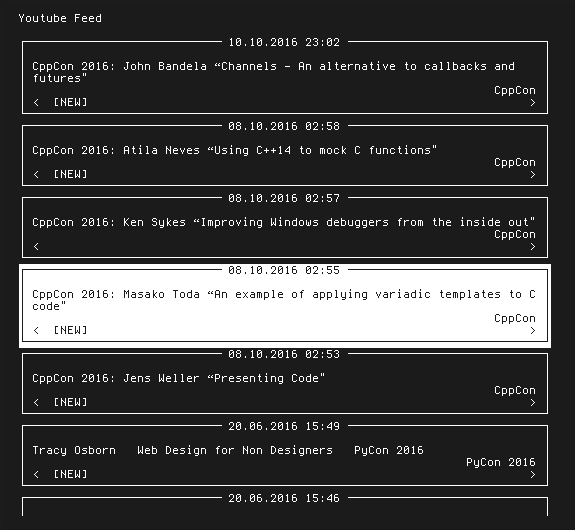 Youtube Feed
10.10.2016 23:02
CppCon 2016: John Bandela “Channels - An alternative to callbacks and
futures"
CppCon
< [NEW] >
08.10.2016 02:58
CppCon 2016: Atila Neves “Using C++14 to mock C functions"
CppCon
< [NEW] >
08.10.2016 02:57
CppCon 2016: Ken Sykes “Improving Windows debuggers from the inside out"
CppCon
< >
08.10.2016 02:55
CppCon 2016: Masako Toda “An example of applying variadic templates to C
code"
CppCon
< [NEW] >
08.10.2016 02:53
CppCon 2016: Jens Weller “Presenting Code"
CppCon
< [NEW] >
20.06.2016 15:49
Tracy Osborn   Web Design for Non Designers   PyCon 2016
PyCon 2016
< [NEW] >
20.06.2016 15:46